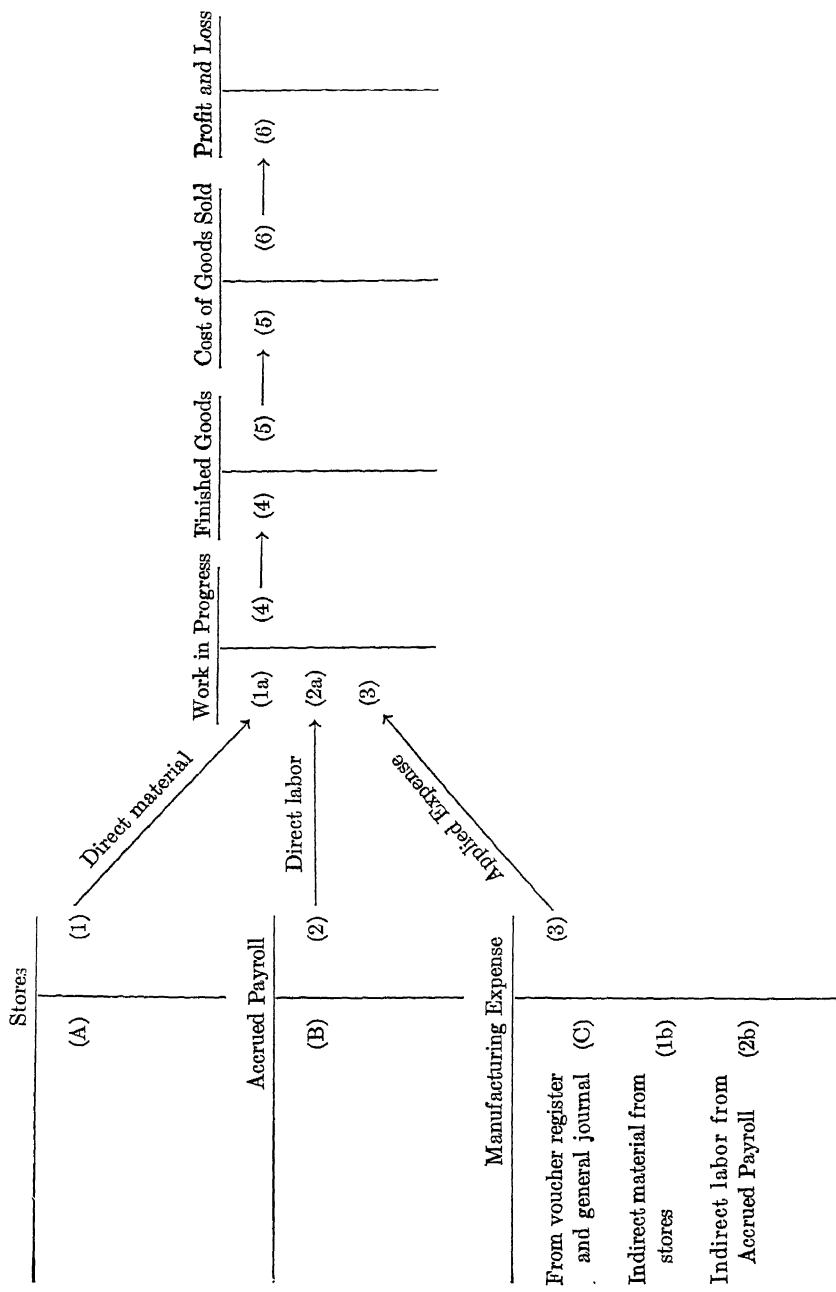 Stores
(A) (1)
Direct material
Accrued Payroll
(B) (2)
Direct labor
Manufacturing Expense
From voucher register
and general journal (C)
(3)
Applied Expense
Indirect material from
stores (1b)
Indirect labor from
Accrued Payroll (2b)
Work in Progress Finished Goods Cost of Goods Sold Profit and Loss
(1a) (4) (4) (5) (5) (6) (6)
(2a)
(3)